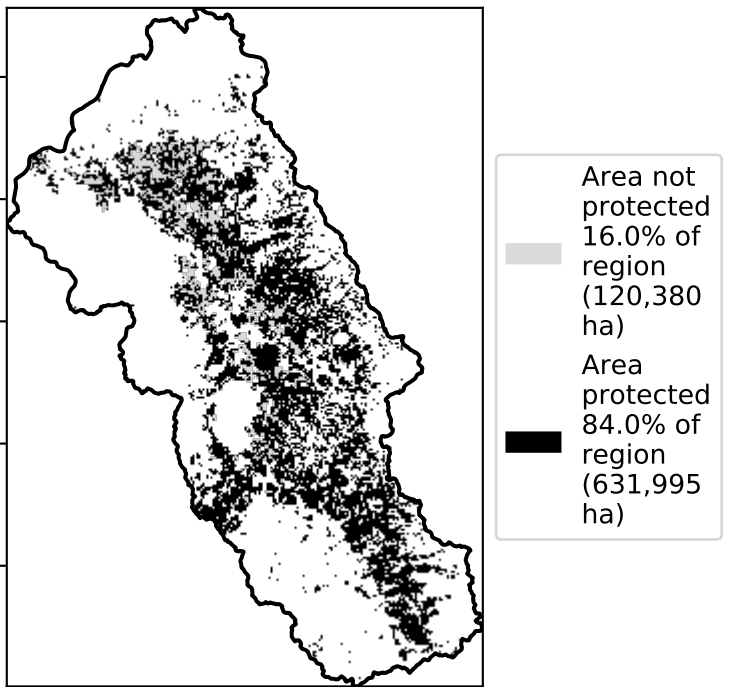 Area not
protected
16.0% of
region
(120,380
ha)
Area
protected
84.0% of
region
(631,995
ha)